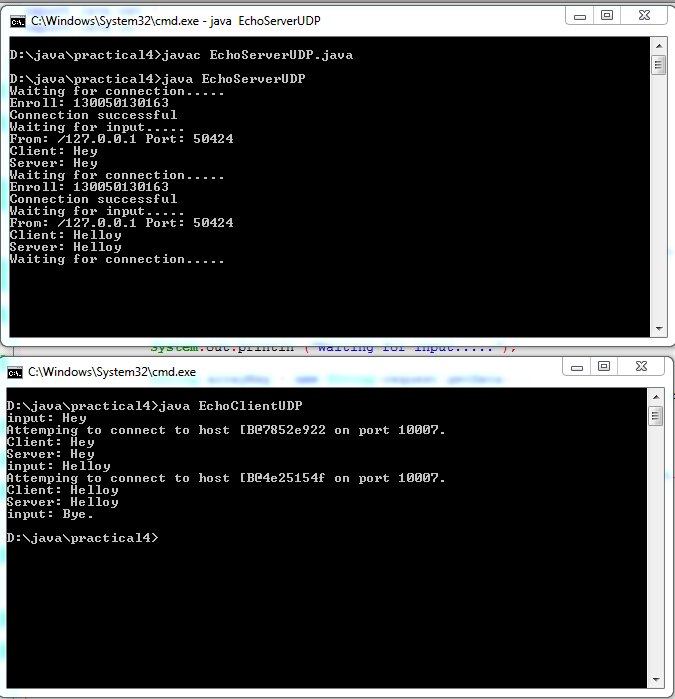 C:\Windows\System32\cmd.exe - java  EchoServerUDP
D:\java\practical4>javac EchoServerUDP.java
D:\java\practical4>java EchoServerUDP
Waiting for connection.....
Enroll: 130050130163
Connection successful
Waiting for input.....
From: /127.0.0.1 Port: 50424
Client: Hey
Server: Hey
Waiting for connection.....
Enroll: 130050130163
Connection successful
Waiting for input.....
From: /127.0.0.1 Port: 50424
Client: Helloy
Server: Helloy
Waiting for connection.....
System.out.println ("Waiting for input.....");
C:\Windows\System32\cmd.exe
D:\java\practical4>java EchoClientUDP
input: Hey
Attemping to connect to host [B@7852e922 on port 10007.
Client: Hey
Server: Hey
input: Helloy
Attemping to connect to host [B@4e25154f on port 10007.
Client: Helloy
Server: Helloy
input: Bye.
D:\java\practical4>